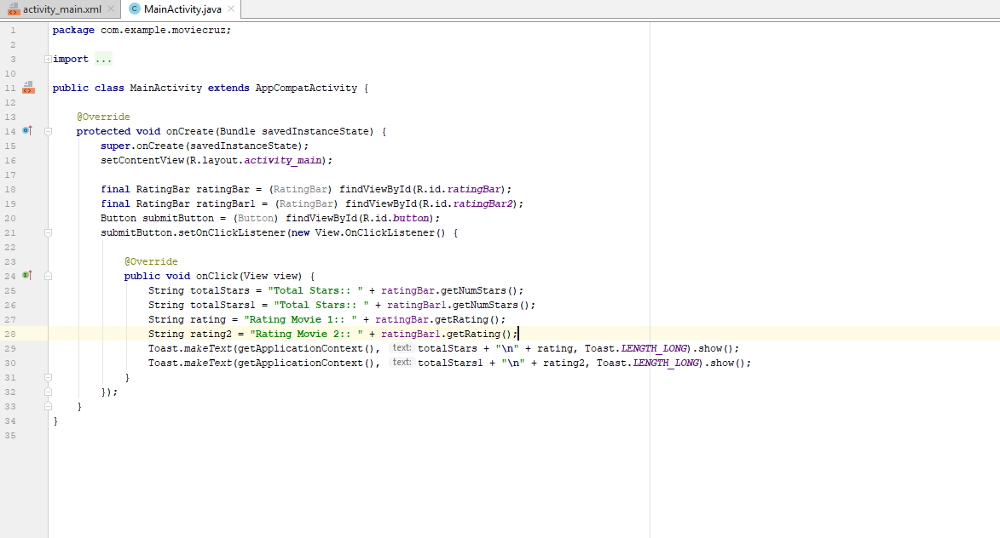 activity_main.xml × C MainActivity.java ×
1 package com.example.moviecruz;
2
3 import ...
10
11 public class MainActivity extends AppCompatActivity {
12
13 @Override
14 protected void onCreate(Bundle savedInstanceState) {
15 super.onCreate(savedInstanceState);
16 setContentView(R.layout.activity_main);
17
18 final RatingBar ratingBar = (RatingBar) findViewById(R.id.ratingBar);
19 final RatingBar ratingBar1 = (RatingBar) findViewById(R.id.ratingBar2);
20 Button submitButton = (Button) findViewById(R.id.button);
21 submitButton.setOnClickListener(new View.OnClickListener() {
22
23 @Override
24 public void onClick(View view) {
25 String totalStars = "Total Stars:: " + ratingBar.getNumStars();
26 String totalStars1 = "Total Stars:: " + ratingBar1.getNumStars();
27 String rating = "Rating Movie 1:: " + ratingBar.getRating();
28 String rating2 = "Rating Movie 2:: " + ratingBar1.getRating();
29 Toast.makeText(getApplicationContext(), text: totalStars + "\n" + rating, Toast.LENGTH_LONG).show();
30 Toast.makeText(getApplicationContext(), text: totalStars1 + "\n" + rating2, Toast.LENGTH_LONG).show();
31 }
32 });
33 }
34 }
35